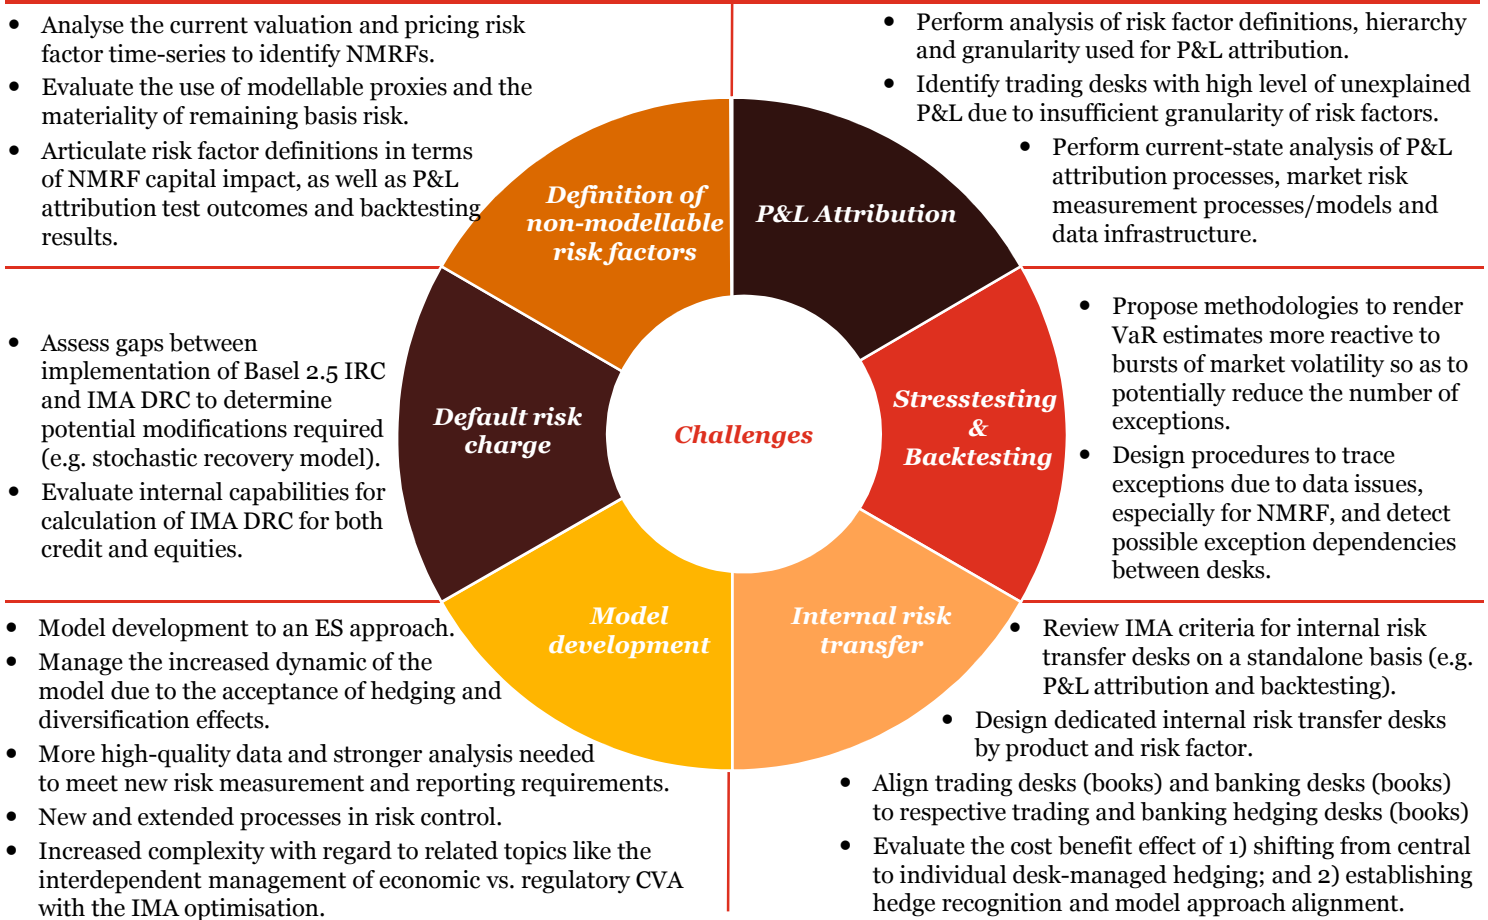 • Analyse the current valuation and pricing risk
factor time-series to identify NMRFs.
• Evaluate the use of modellable proxies and the
materiality of remaining basis risk.
• Articulate risk factor definitions in terms
of NMRF capital impact, as well as P&L
attribution test outcomes and backtesting
results.
• Perform analysis of risk factor definitions, hierarchy
and granularity used for P&L attribution.
• Identify trading desks with high level of unexplained
P&L due to insufficient granularity of risk factors.
• Perform current-state analysis of P&L
attribution processes, market risk
measurement processes/models and
data infrastructure.
Definition of
non-modellable
risk factors
P&L Attribution
• Assess gaps between
implementation of Basel 2.5 IRC
and IMA DRC to determine
potential modifications required
(e.g. stochastic recovery model).
• Evaluate internal capabilities for
calculation of IMA DRC for both
credit and equities.
Default risk
charge
Challenges
Stresstesting
&
Backtesting
• Propose methodologies to render
VaR estimates more reactive to
bursts of market volatility so as to
potentially reduce the number of
exceptions.
• Design procedures to trace
exceptions due to data issues,
especially for NMRF, and detect
possible exception dependencies
between desks.
Model
development
Internal risk
transfer
• Model development to an ES approach.
• Manage the increased dynamic of the
model due to the acceptance of hedging and
diversification effects.
• More high-quality data and stronger analysis needed
to meet new risk measurement and reporting requirements.
• New and extended processes in risk control.
• Increased complexity with regard to related topics like the
interdependent management of economic vs. regulatory CVA
with the IMA optimisation.
• Review IMA criteria for internal risk
transfer desks on a standalone basis (e.g.
P&L attribution and backtesting).
• Design dedicated internal risk transfer desks
by product and risk factor.
• Align trading desks (books) and banking desks (books)
to respective trading and banking hedging desks (books)
• Evaluate the cost benefit effect of 1) shifting from central
to individual desk-managed hedging; and 2) establishing
hedge recognition and model approach alignment.